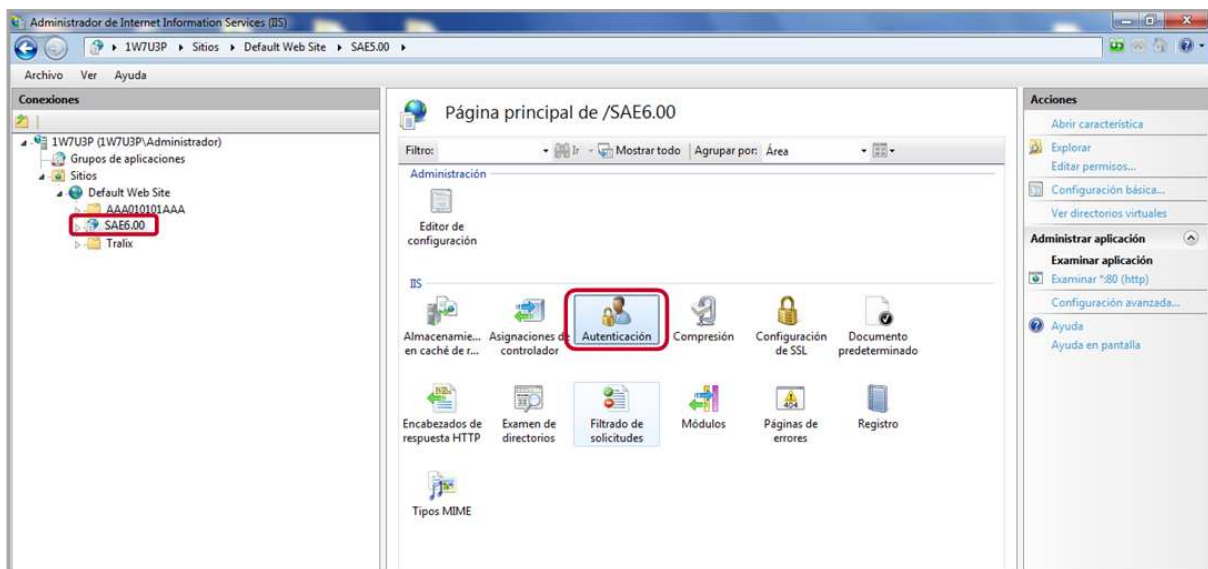 Administrador de Internet Information Services (IIS)
1W7U3P Sitios Default Web Site SAE5.00
Archivo Ver Ayuda
Conexiones
1W7U3P (1W7U3P\Administrador)
Grupos de aplicaciones
Sitios
Default Web Site
AAA010101AAA
SAE6.00
Tralix
Página principal de /SAE6.00
Filtro: Ir Mostrar todo Agrupar por: Área
Administración
Editor de
configuración
IIS
Almacenamie... Asignaciones de Autenticación Compresión Configuración Documento
en caché de r... controlador de SSL predeterminado
Encabezados de Examen de Filtrado de Módulos Páginas de Registro
respuesta HTTP directorios solicitudes errores
404
Tipos MIME
Acciones
Abrir característica
Explorar
Editar permisos...
Configuración básica...
Ver directorios virtuales
Administrar aplicación
Examinar aplicación
Examinar *:80 (http)
Configuración avanzada...
Ayuda
Ayuda en pantalla